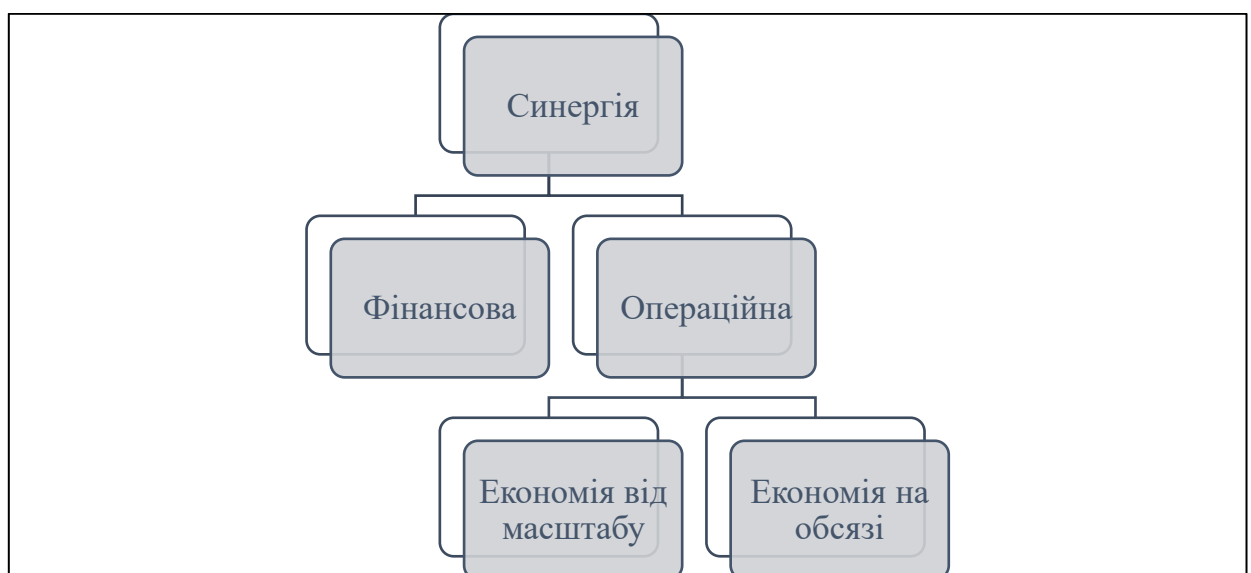 Синергія
Фінансова
Операційна
Економія від
масштабу
Економія на
обсязі